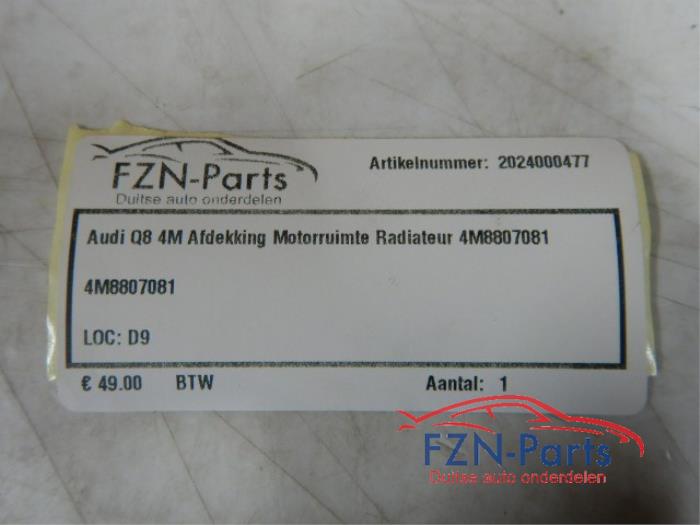 FZN-Parts
Duitse auto onderdelen
Artikelnummer: 2024000477
Audi Q8 4M Afdekking Motorruimte Radiateur 4M8807081
4M8807081
LOC: D9
€ 49.00 BTW Aantal: 1
FZN-Parts
Duitse auto onderdelen